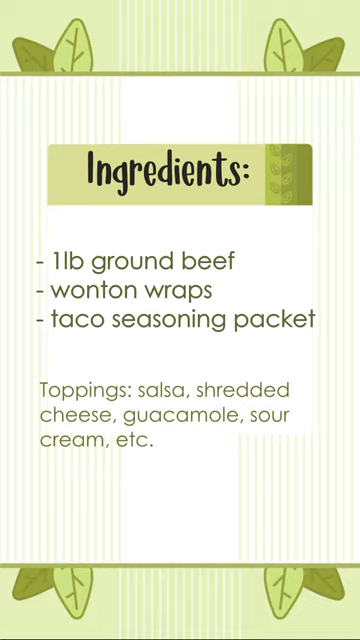 Ingredients:
- 1lb ground beef
- wonton wraps
- taco seasoning packet
Toppings: salsa, shredded
cheese, guacamole, sour
cream, etc.